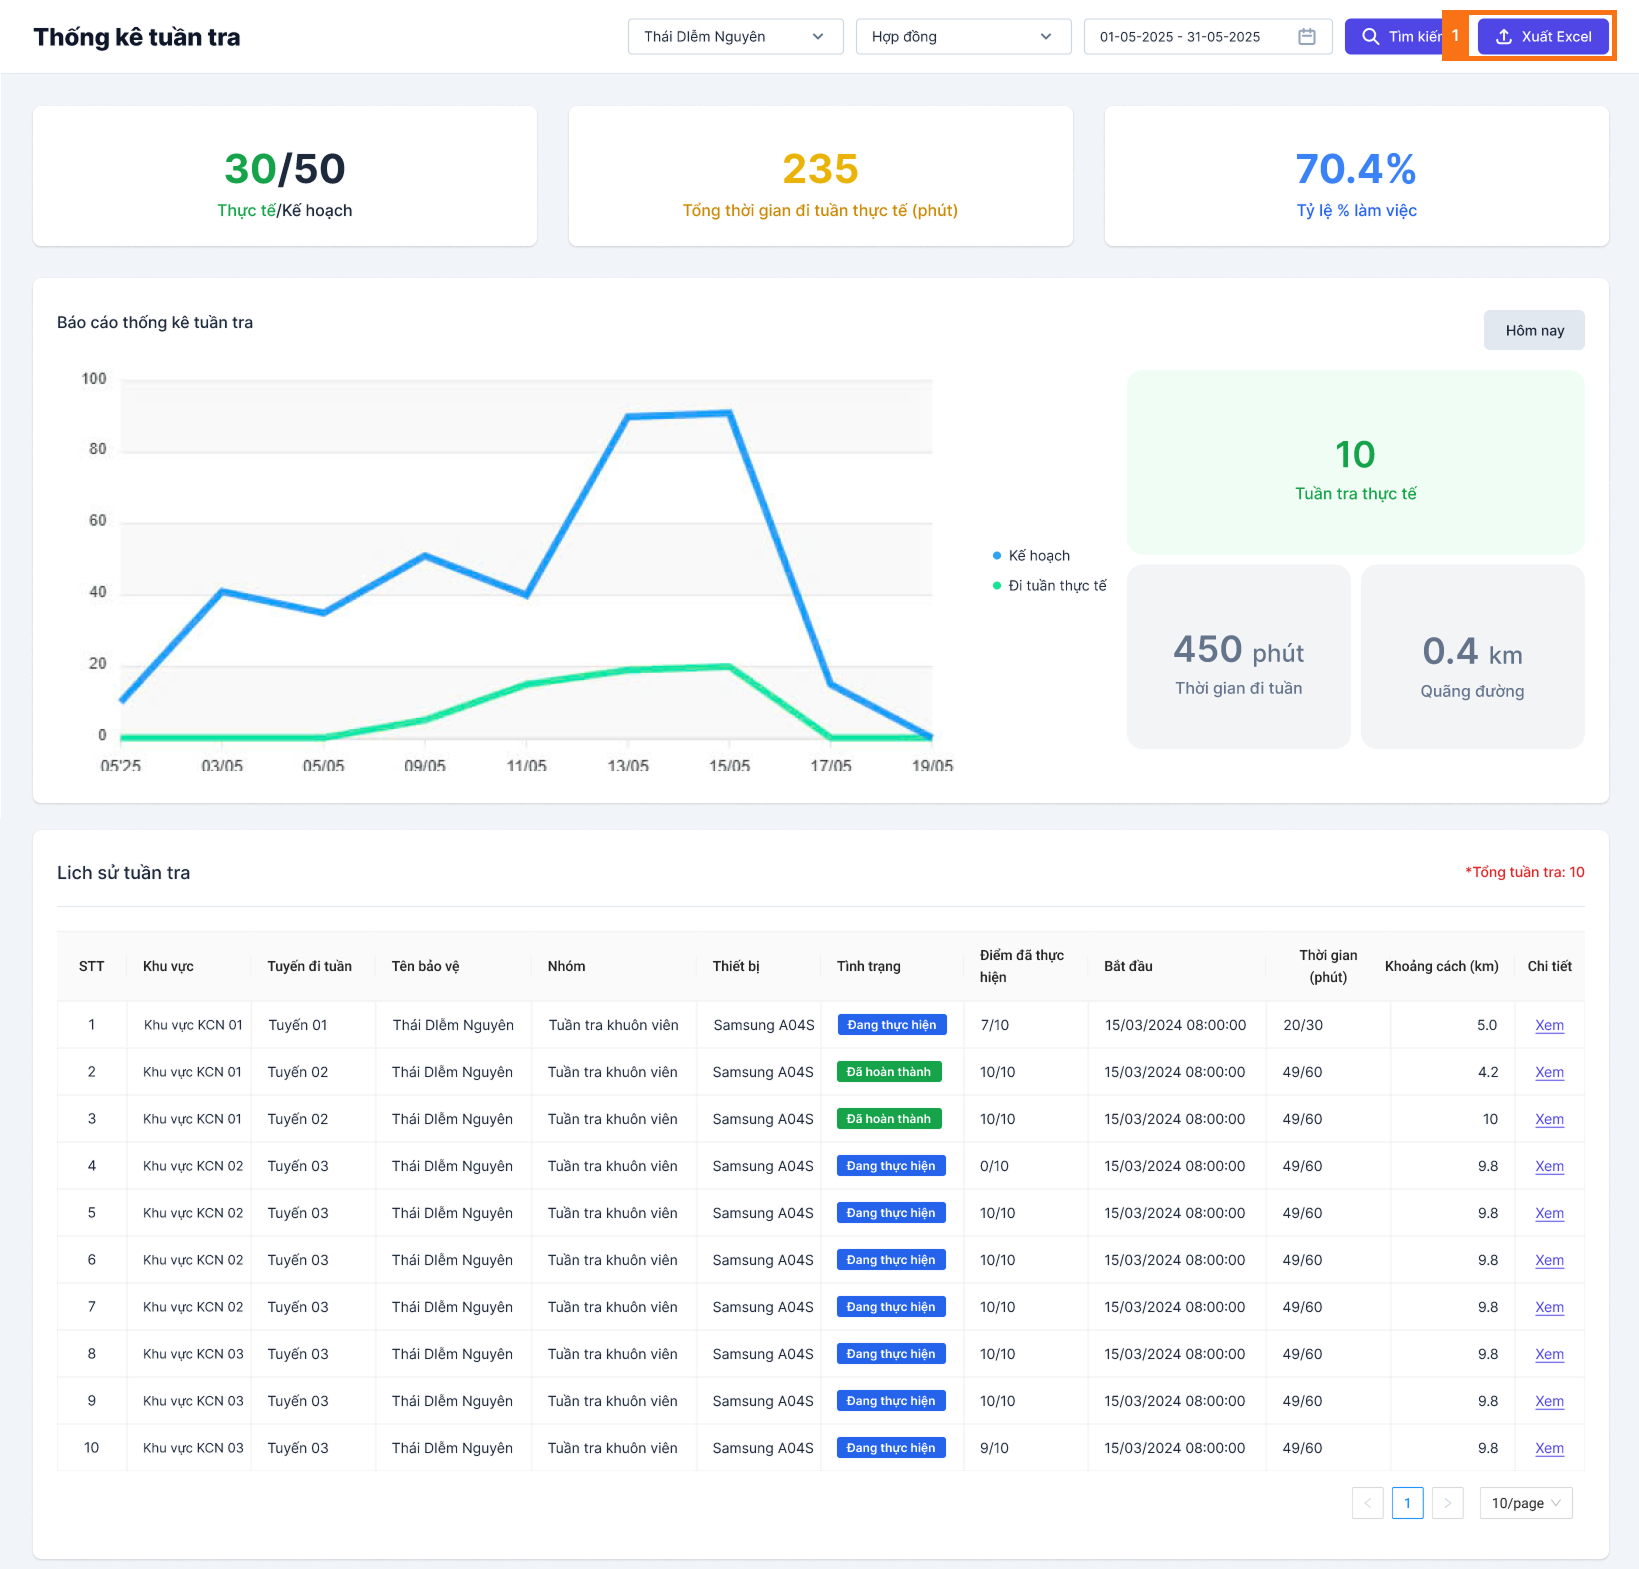 Thống kê tuần tra
Thái DIễm Nguyên
Hợp đồng
01-05-2025 - 31-05-2025
Tìm kiến
1
Xuất Excel
30/50
Thực tế/Kế hoạch
235
Tổng thời gian đi tuần thực tế (phút)
70.4%
Tỷ lệ % làm việc
Báo cáo thống kê tuần tra
Hôm nay
100
80
60
40
20
0
05'25 03/05 05/05 09/05 11/05 13/05 15/05 17/05 19/05
Kế hoạch
Đi tuần thực tế
10
Tuần tra thực tế
450 phút
Thời gian đi tuần
0.4 km
Quãng đường
Lich sử tuần tra
*Tổng tuần tra: 10
STT Khu vực Tuyến đi tuần Tên bảo vệ Nhóm Thiết bị Tình trạng Điểm đã thực hiện Bắt đầu Thời gian (phút) Khoảng cách (km) Chi tiết
1 Khu vực KCN 01 Tuyến 01 Thái DIễm Nguyên Tuần tra khuôn viên Samsung A04S Đang thực hiện 7/10 15/03/2024 08:00:00 20/30 5.0 Xem
2 Khu vực KCN 01 Tuyến 02 Thái DIễm Nguyên Tuần tra khuôn viên Samsung A04S Đã hoàn thành 10/10 15/03/2024 08:00:00 49/60 4.2 Xem
3 Khu vực KCN 01 Tuyến 02 Thái DIễm Nguyên Tuần tra khuôn viên Samsung A04S Đã hoàn thành 10/10 15/03/2024 08:00:00 49/60 10 Xem
4 Khu vực KCN 02 Tuyến 03 Thái DIễm Nguyên Tuần tra khuôn viên Samsung A04S Đang thực hiện 0/10 15/03/2024 08:00:00 49/60 9.8 Xem
5 Khu vực KCN 02 Tuyến 03 Thái DIễm Nguyên Tuần tra khuôn viên Samsung A04S Đang thực hiện 10/10 15/03/2024 08:00:00 49/60 9.8 Xem
6 Khu vực KCN 02 Tuyến 03 Thái DIễm Nguyên Tuần tra khuôn viên Samsung A04S Đang thực hiện 10/10 15/03/2024 08:00:00 49/60 9.8 Xem
7 Khu vực KCN 02 Tuyến 03 Thái DIễm Nguyên Tuần tra khuôn viên Samsung A04S Đang thực hiện 10/10 15/03/2024 08:00:00 49/60 9.8 Xem
8 Khu vực KCN 03 Tuyến 03 Thái DIễm Nguyên Tuần tra khuôn viên Samsung A04S Đang thực hiện 10/10 15/03/2024 08:00:00 49/60 9.8 Xem
9 Khu vực KCN 03 Tuyến 03 Thái DIễm Nguyên Tuần tra khuôn viên Samsung A04S Đang thực hiện 10/10 15/03/2024 08:00:00 49/60 9.8 Xem
10 Khu vực KCN 03 Tuyến 03 Thái DIễm Nguyên Tuần tra khuôn viên Samsung A04S Đang thực hiện 9/10 15/03/2024 08:00:00 49/60 9.8 Xem
1
10/page